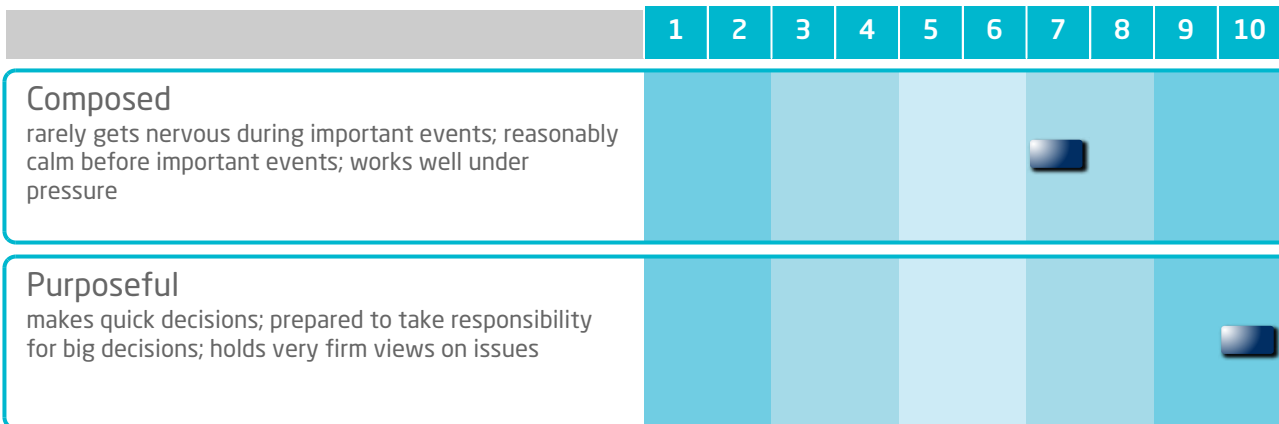 1 2 3 4 5 6 7 8 9 10
Composed
rarely gets nervous during important events; reasonably
calm before important events; works well under
pressure
Purposeful
makes quick decisions; prepared to take responsibility
for big decisions; holds very firm views on issues